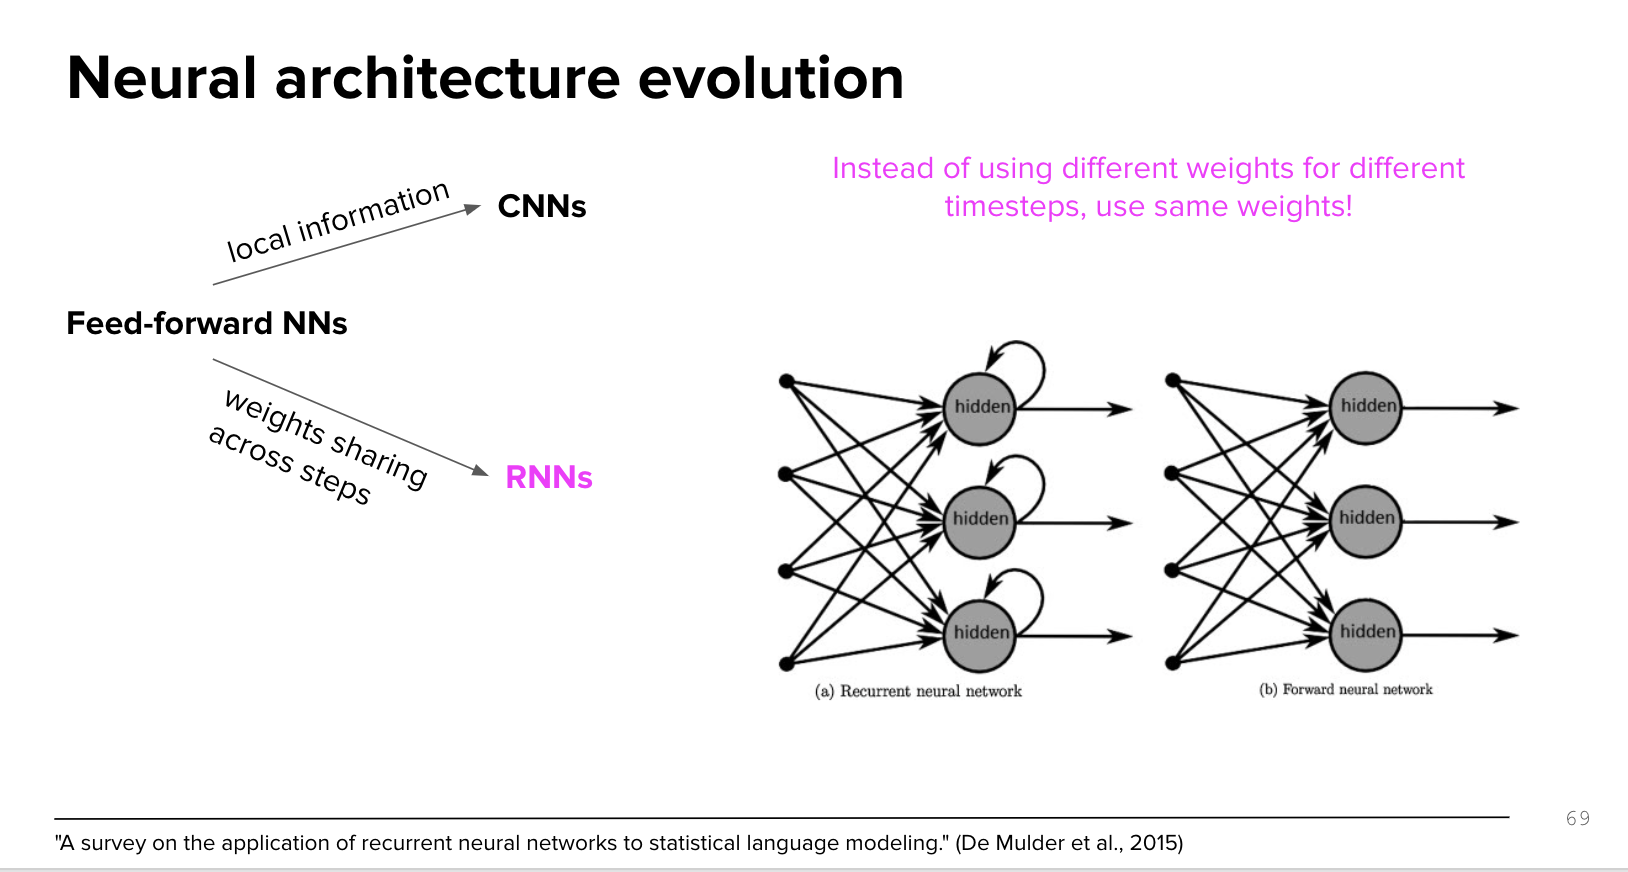 Neural architecture evolution
local information
CNNs
Feed-forward NNs
weights sharing
across steps
RNNs
Instead of using different weights for different
timesteps, use same weights!
hidden
hidden
hidden
(a) Recurrent neural network
hidden
hidden
hidden
(b) Forward neural network
"A survey on the application of recurrent neural networks to statistical language modeling." (De Mulder et al., 2015)
69